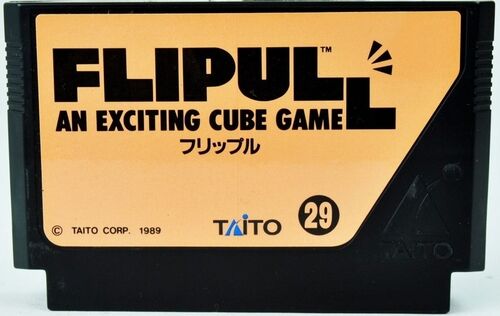 FLIPULL™
AN EXCITING CUBE GAME
フリップル
© TAITO CORP. 1989
TAITO
29
TAITO